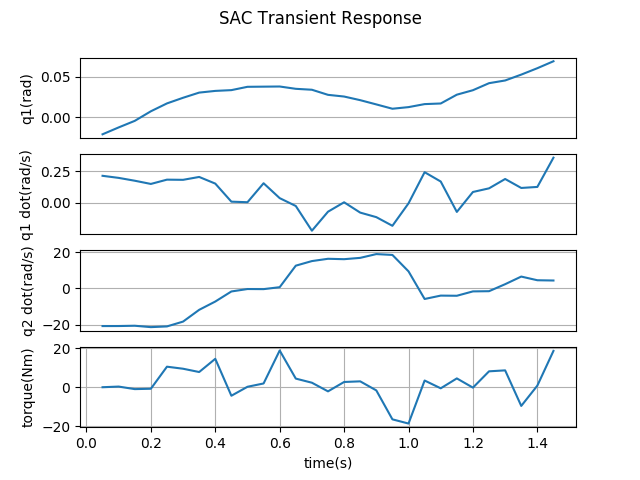 SAC Transient Response
q1(rad)
0.05
0.00
q1 dot(rad/s)
0.25
0.00
q2 dot(rad/s)
20
0
−20
torque(Nm)
20
0
−20
0.0 0.2 0.4 0.6 0.8 1.0 1.2 1.4
time(s)